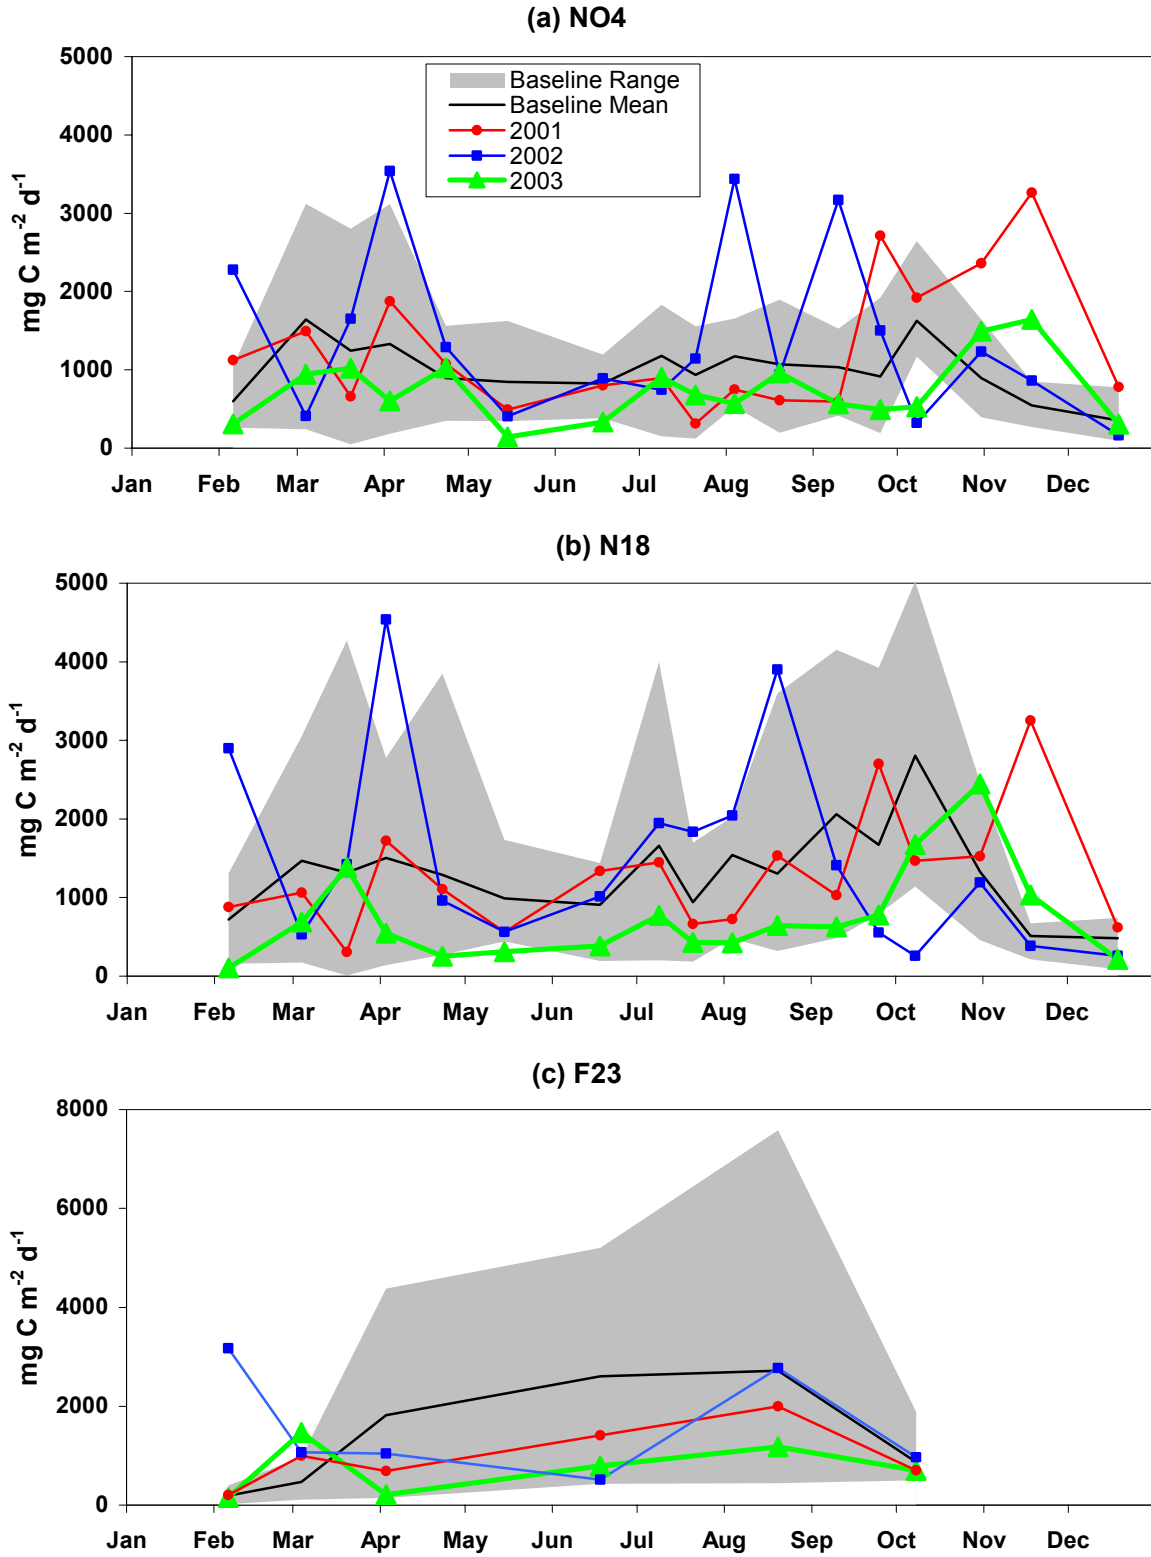 (a) NO4
5000
4000
3000
2000
1000
0
mg C m-2 d-1
Baseline Range
Baseline Mean
2001
2002
2003
Jan Feb Mar Apr May Jun Jul Aug Sep Oct Nov Dec
(b) N18
5000
4000
3000
2000
1000
0
mg C m-2 d-1
Jan Feb Mar Apr May Jun Jul Aug Sep Oct Nov Dec
(c) F23
8000
6000
4000
2000
0
mg C m-2 d-1
Jan Feb Mar Apr May Jun Jul Aug Sep Oct Nov Dec